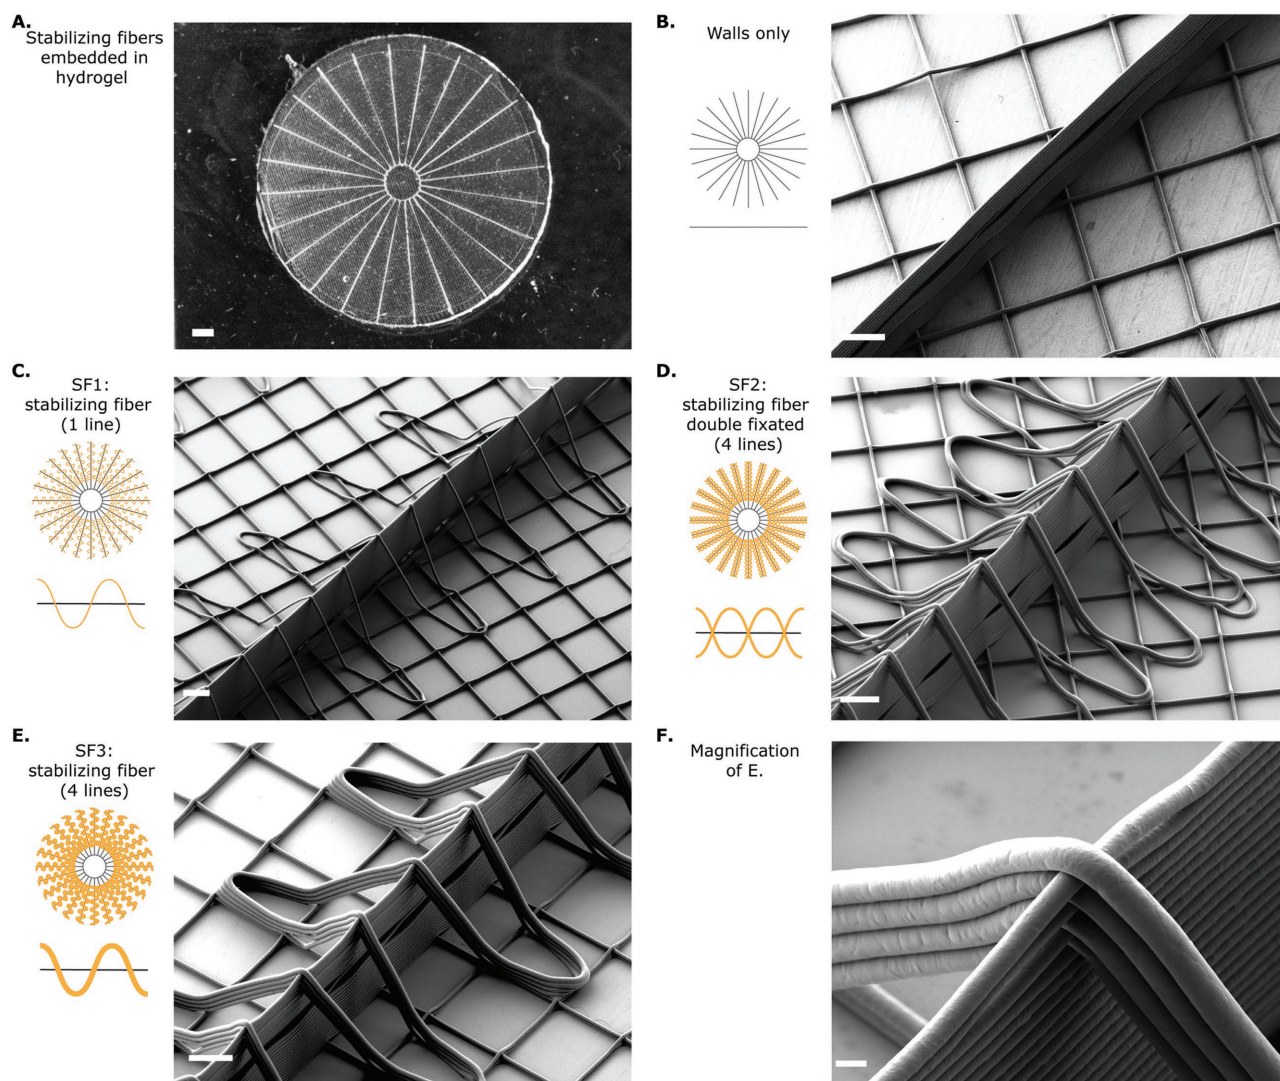 A.
Stabilizing fibers
embedded in
hydrogel
B.
Walls only
C.
SF1:
stabilizing fiber
(1 line)
D.
SF2:
stabilizing fiber
double fixated
(4 lines)
E.
SF3:
stabilizing fiber
(4 lines)
F.
Magnification
of E.